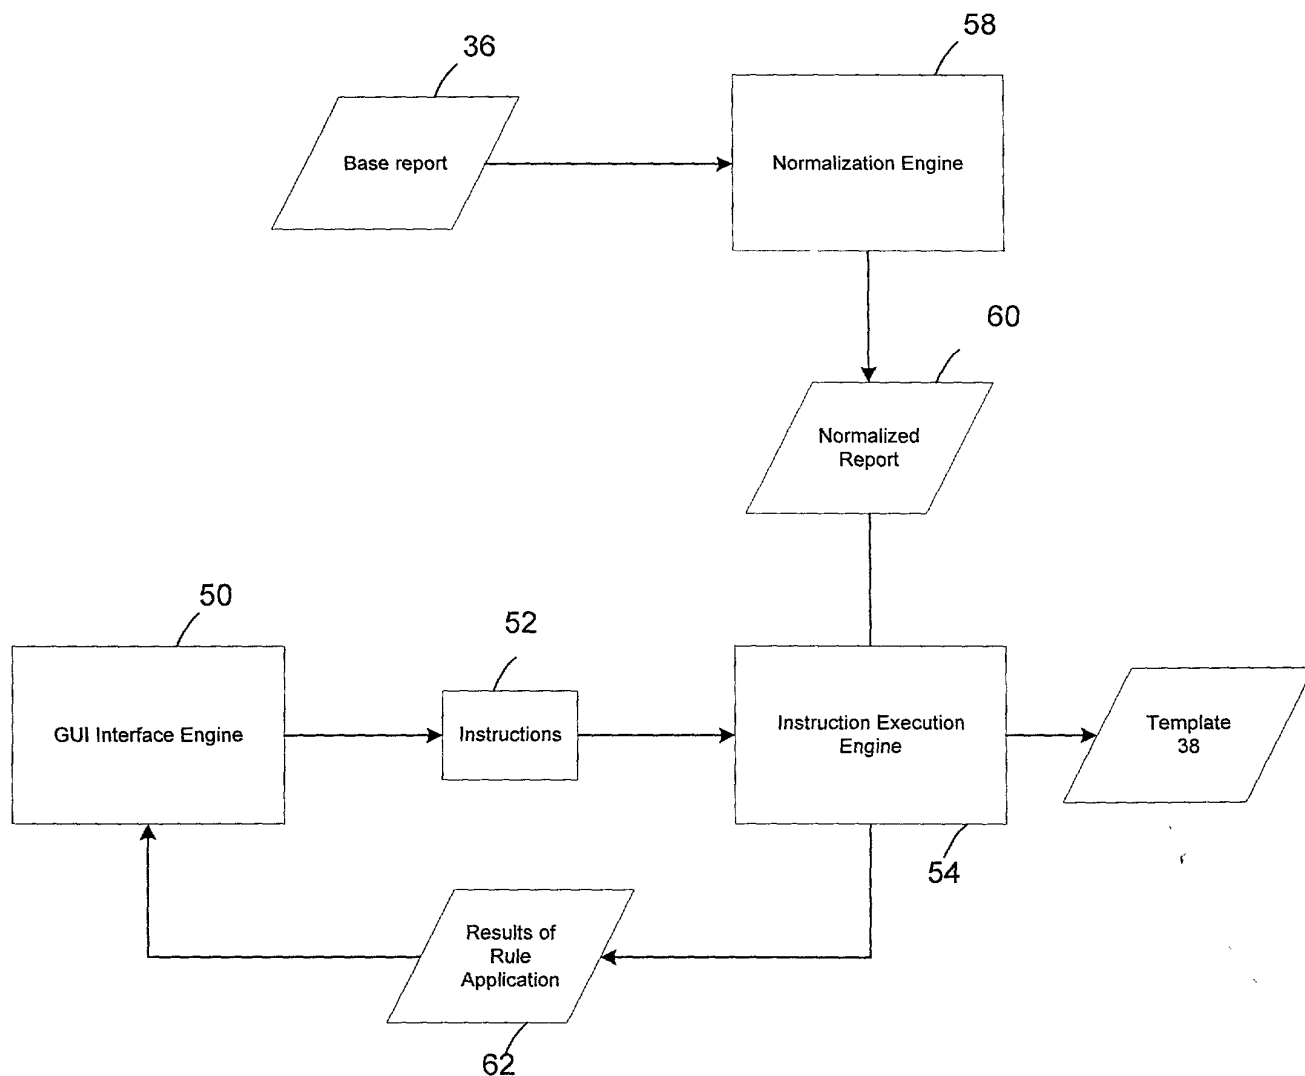 58
36
Base report
Normalization Engine
60
Normalized
Report
50
52
GUI Interface Engine
Instructions
Instruction Execution
Engine
Template
38
54
Results of
Rule
Application
62